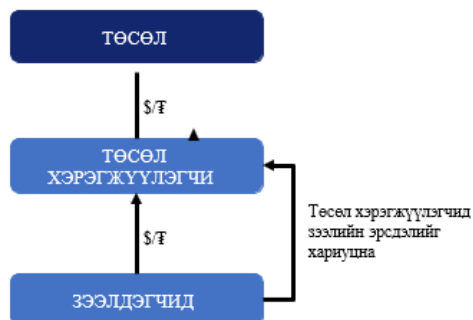 ТӨСӨЛ
$/₮
ТӨСӨЛ
ХЭРЭГЖҮҮЛЭГЧИ
$/₮
Төсөл хэрэгжүүлэгчид
зээлийн эрсдэлийг
хариуцна
ЗЭЭЛДЭГЧИД